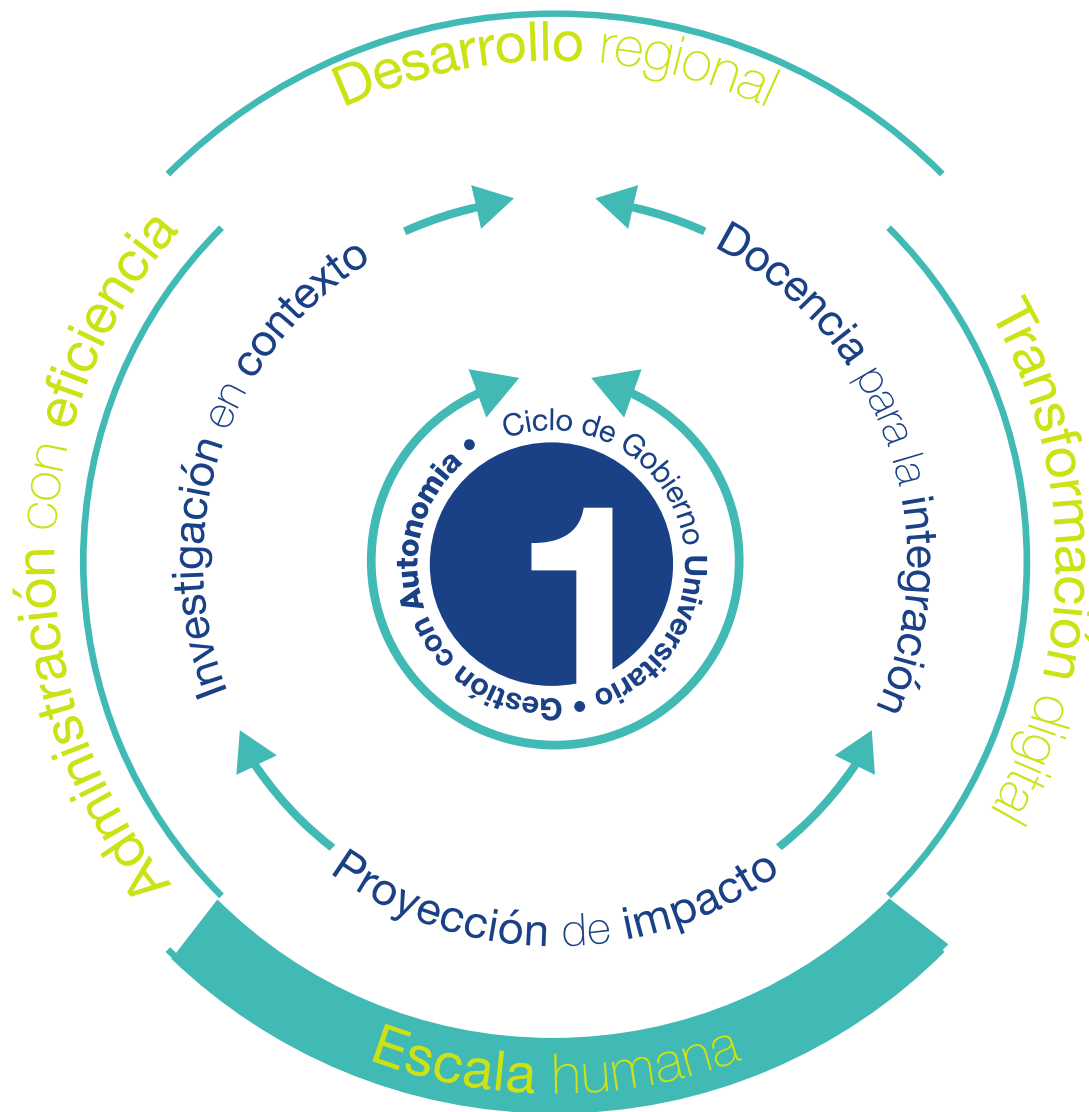 Desarrollo regional
Administración con eficiencia
Transformación digital
Investigación en contexto
Docencia para la integración
Ciclo de Gobierno Universitario • Gestión con Autonomia •
1
Proyección de impacto
Escala humana